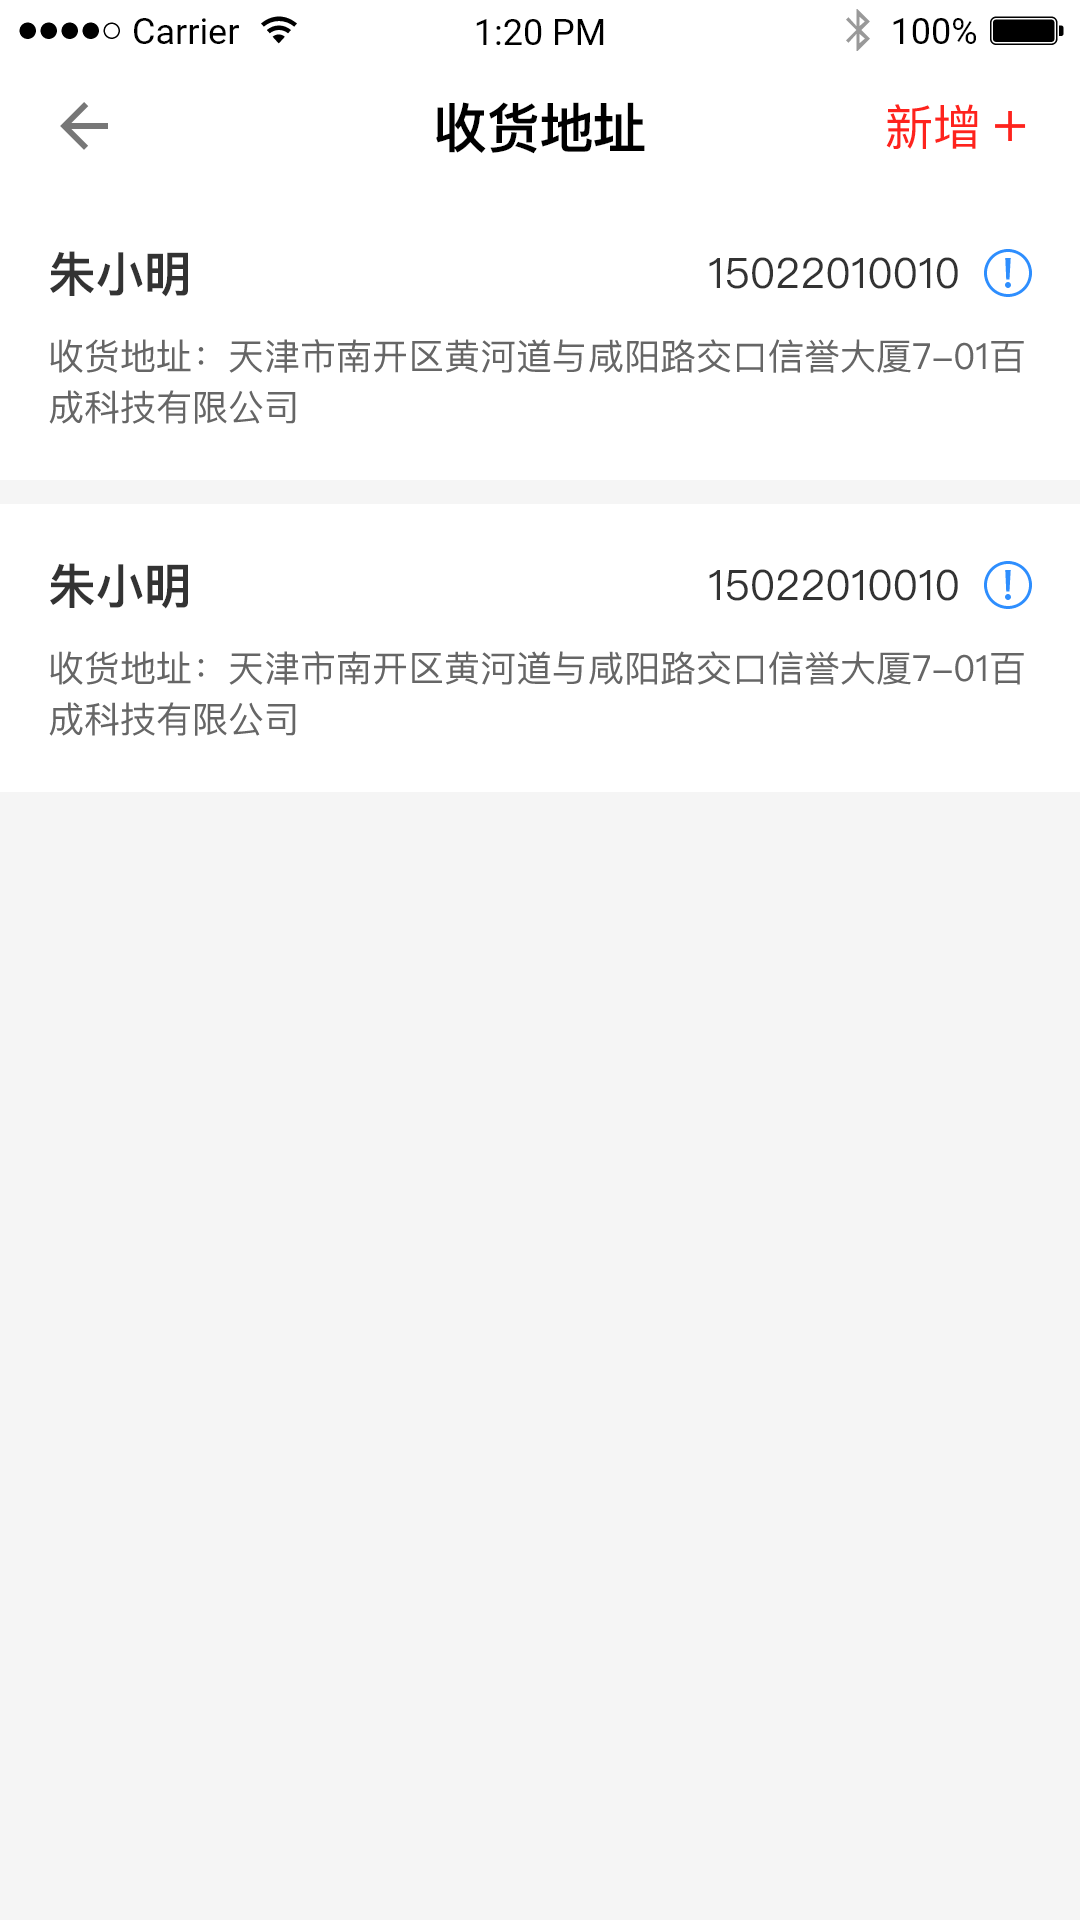 Carrier 1:20 PM 100%
收货地址 新增 +
朱小明 15022010010
收货地址：天津市南开区黄河道与咸阳路交口信誉大厦7-01百
成科技有限公司
朱小明 15022010010
收货地址：天津市南开区黄河道与咸阳路交口信誉大厦7-01百
成科技有限公司